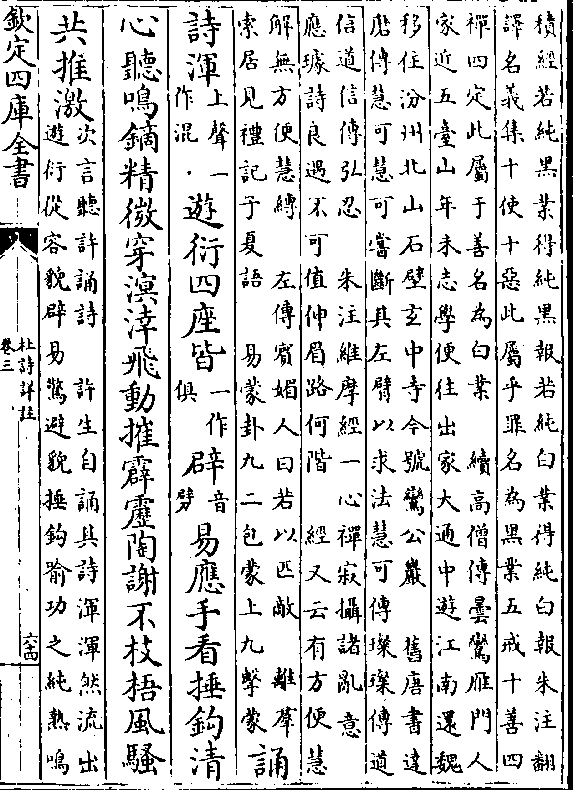 積經若純黑業得純黑報若純白業得純白報朱注翻
譯名義集十使十惡此屬乎罪名為黑業五戒十善四
禪四定此屬于善名為白業　續高僧傳曇鸞雁門人
家近五臺山年未志學便往出家大通中遊江南還魏
移住汾州北山石壁玄中寺今號鸞公巖　舊唐書達
磨傳慧可慧可嘗斷其左臂以求法慧可傳璨璨傳道
信道信傳弘忍　朱注維摩經一心禪寂攝諸亂意
應璩詩良遇不可值伸眉路何階　經又云有方便慧
解無方便慧縛　左傳賓媚人曰若以匹敵　離羣
索居見禮記子夏語　易蒙卦九二包蒙上九擊蒙
誦
詩渾上聲一作混．遊衍四座皆一作俱辟音劈易應手看捶鉤清
心聽鳴鏑精微穿溟涬飛動摧霹靂陶謝不枝梧風騷
共推激次言聽許誦詩　許生自誦其詩渾渾然流出
遊衍從容貌辟易驚避貌捶鉤喻功之純熟鳴
欽定四庫全書
杜詩詳註
卷三
六十四